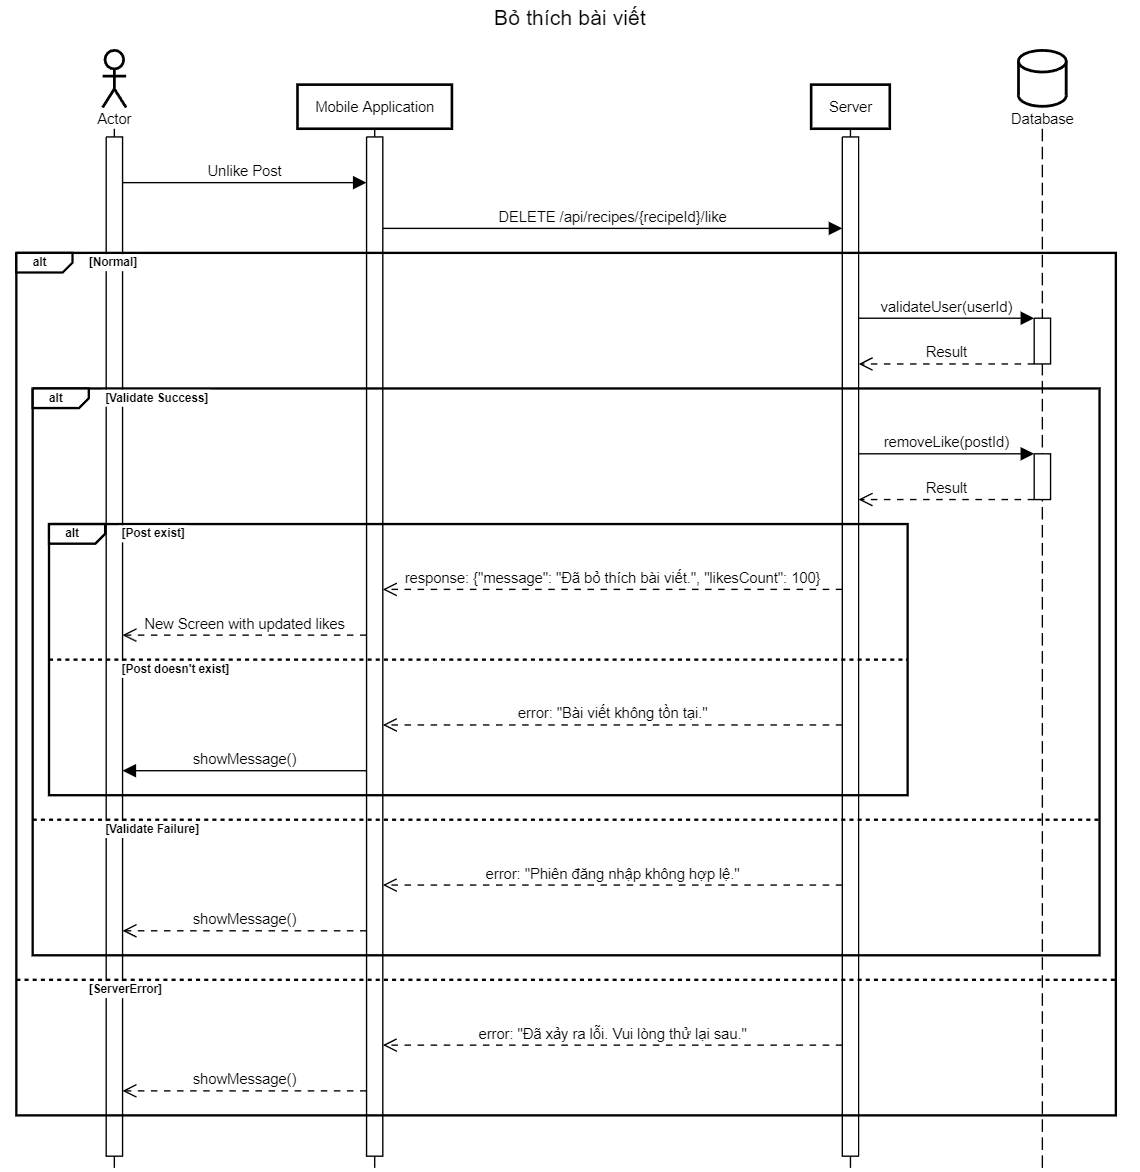 Bỏ thích bài viết
Actor
Mobile Application
Server
Database
Unlike Post
DELETE /api/recipes/{recipeId}/like
alt
[Normal]
validateUser(userId)
Result
alt
[Validate Success]
removeLike(postId)
Result
alt
[Post exist]
response: {"message": "Đã bỏ thích bài viết.", "likesCount": 100}
New Screen with updated likes
[Post doesn't exist]
error: "Bài viết không tồn tại."
showMessage()
[Validate Failure]
error: "Phiên đăng nhập không hợp lệ."
showMessage()
[ServerError]
error: "Đã xảy ra lỗi. Vui lòng thử lại sau."
showMessage()